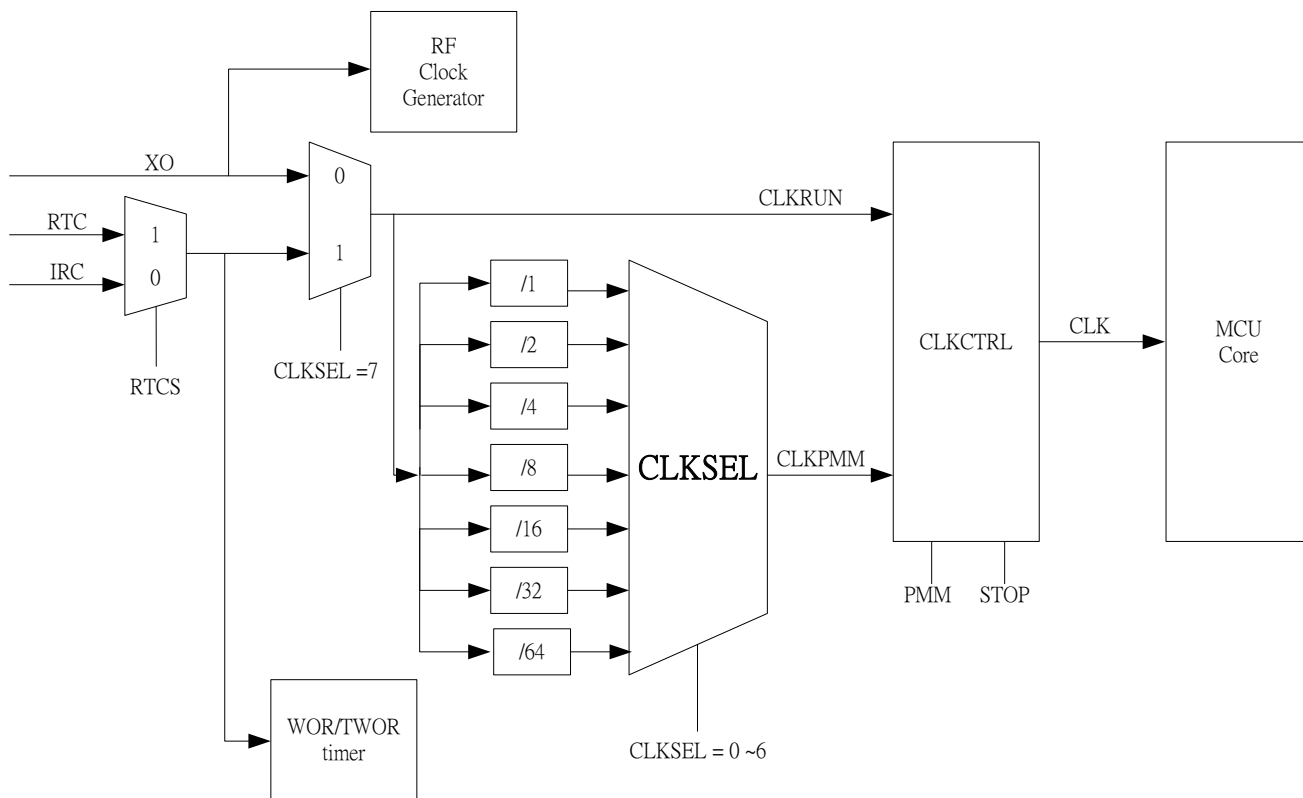 RF
Clock
Generator
XO
0
1
RTC
IRC
1
0
RTCS
CLKSEL =7
CLKRUN
/1
/2
/4
/8
/16
/32
/64
CLKSEL
CLKPMM
CLKSEL = 0 ~6
CLKCTRL
PMM
STOP
CLK
MCU
Core
WOR/TWOR
timer